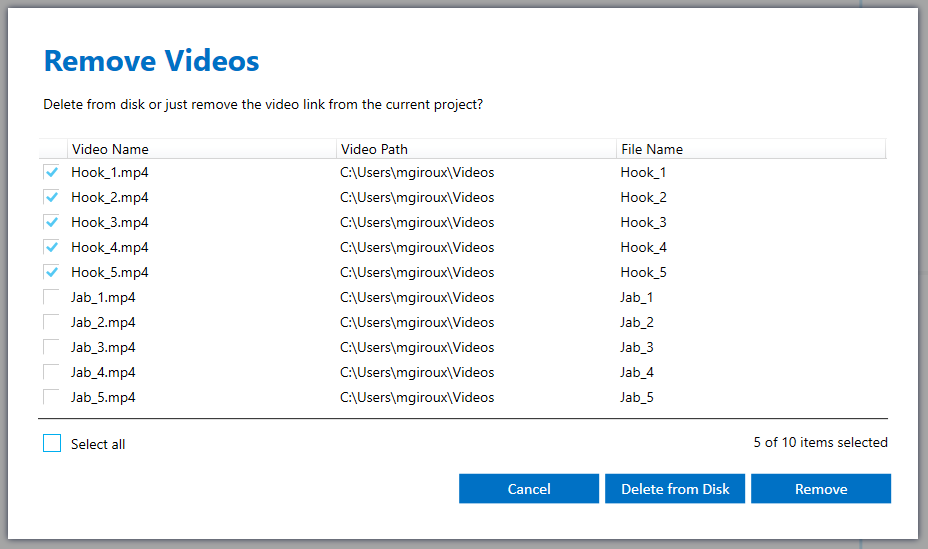 Remove Videos
Delete from disk or just remove the video link from the current project?
Video Name Video Path File Name
Hook_1.mp4 C:\Users\mgiroux\Videos Hook_1
Hook_2.mp4 C:\Users\mgiroux\Videos Hook_2
Hook_3.mp4 C:\Users\mgiroux\Videos Hook_3
Hook_4.mp4 C:\Users\mgiroux\Videos Hook_4
Hook_5.mp4 C:\Users\mgiroux\Videos Hook_5
Jab_1.mp4 C:\Users\mgiroux\Videos Jab_1
Jab_2.mp4 C:\Users\mgiroux\Videos Jab_2
Jab_3.mp4 C:\Users\mgiroux\Videos Jab_3
Jab_4.mp4 C:\Users\mgiroux\Videos Jab_4
Jab_5.mp4 C:\Users\mgiroux\Videos Jab_5
Select all 5 of 10 items selected
Cancel Delete from Disk Remove